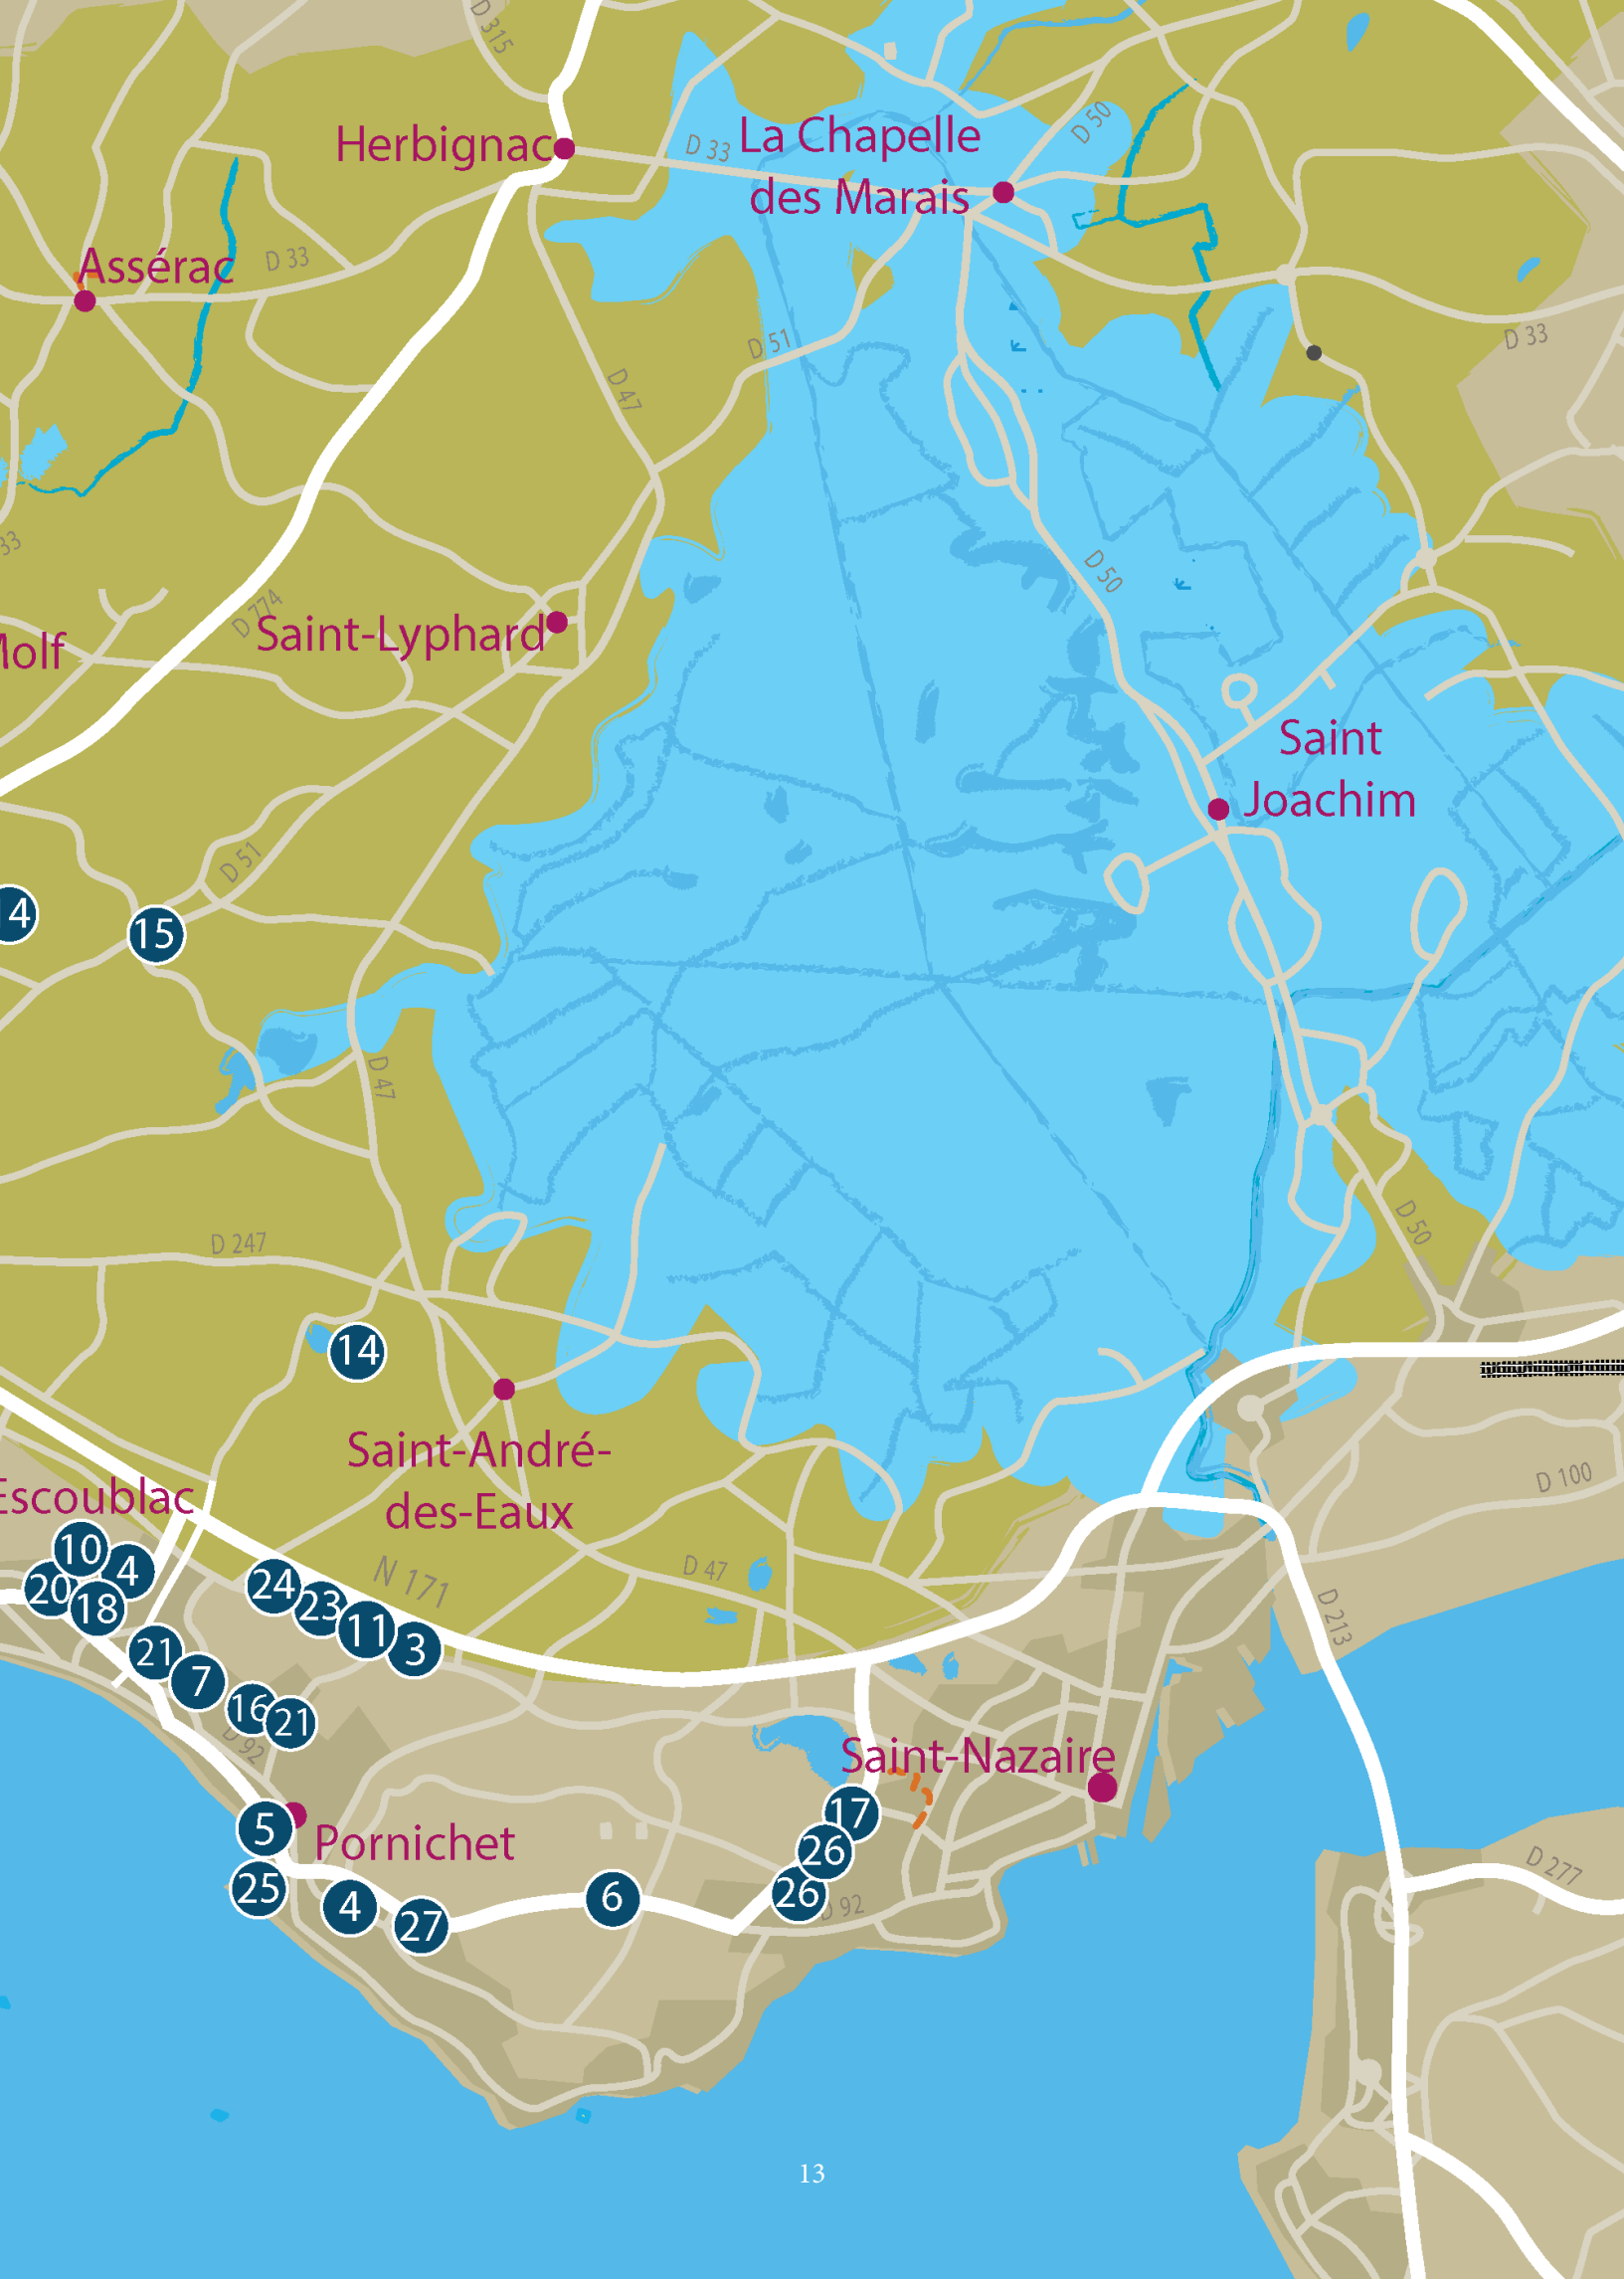 D 315
Herbignac
D 33
La Chapelle
des Marais
D 50
Assérac
D 33
D 33
D 51
D 47
33
D 50
D 774
Saint-Lyphard
Saint
Joachim
D 51
14
15
D 47
D 50
D 247
14
Saint-André-
des-Eaux
Escoublac
D 100
10
4
20
18
24
23
11
3
N 171
D 47
D 213
21
7
16
21
D 92
Saint-Nazaire
17
5
Pornichet
26
25
4
27
6
26
D 92
D 277
13